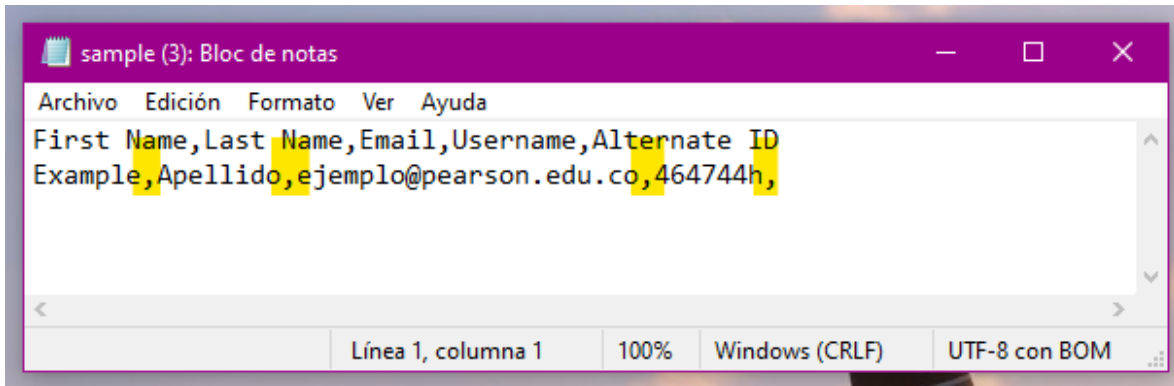 sample (3): Bloc de notas
Archivo Edición Formato Ver Ayuda
First Name,Last Name,Email,Username,Alternate ID
Example,Apellido,ejemplo@pearson.edu.co,464744h,
Línea 1, columna 1 100% Windows (CRLF) UTF-8 con BOM